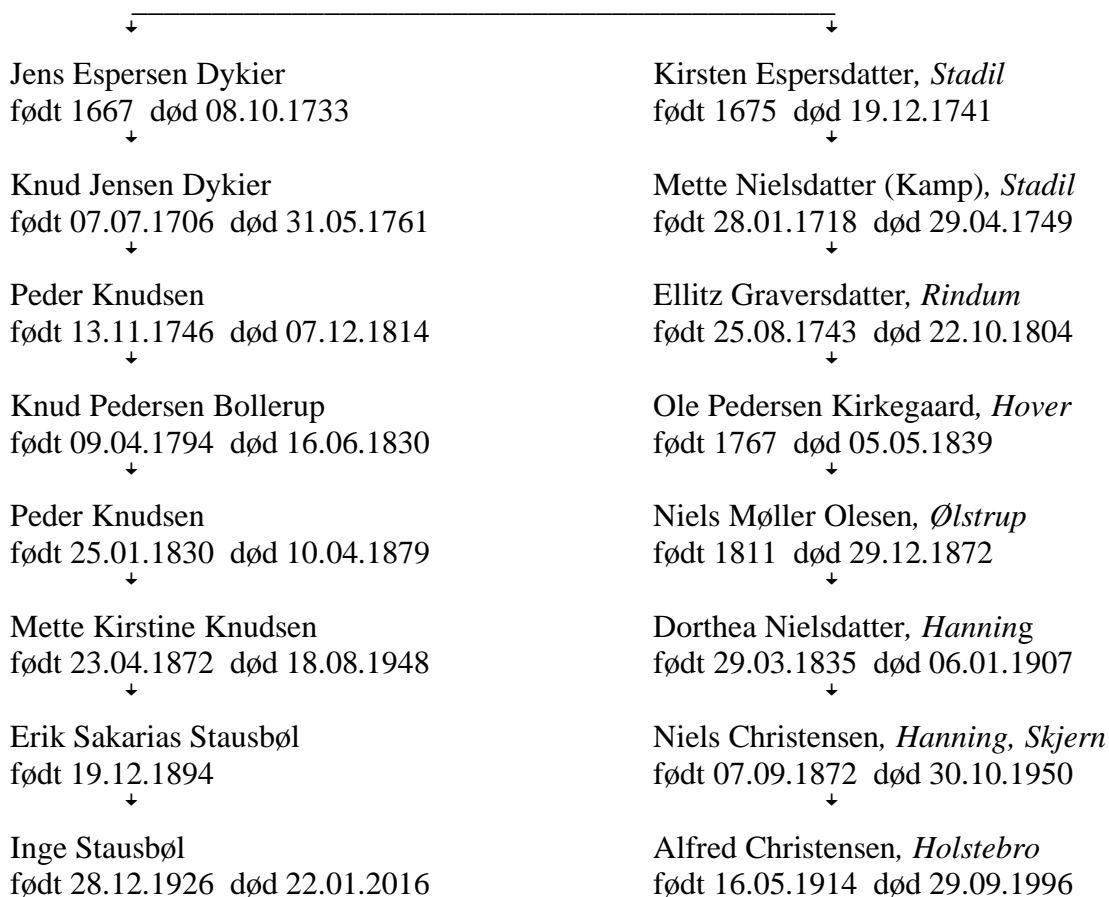 Jens Espersen Dykier
født 1667 død 08.10.1733
Kirsten Espersdatter, Stadil
født 1675 død 19.12.1741
Knud Jensen Dykier
født 07.07.1706 død 31.05.1761
Mette Nielsdatter (Kamp), Stadil
født 28.01.1718 død 29.04.1749
Peder Knudsen
født 13.11.1746 død 07.12.1814
Ellitz Graversdatter, Rindum
født 25.08.1743 død 22.10.1804
Knud Pedersen Bollerup
født 09.04.1794 død 16.06.1830
Ole Pedersen Kirkegaard, Hover
født 1767 død 05.05.1839
Peder Knudsen
født 25.01.1830 død 10.04.1879
Niels Møller Olesen, Ølstrup
født 1811 død 29.12.1872
Mette Kirstine Knudsen
født 23.04.1872 død 18.08.1948
Dorthea Nielsdatter, Hanning
født 29.03.1835 død 06.01.1907
Erik Sakarias Stausbøl
født 19.12.1894
Niels Christensen, Hanning, Skjern
født 07.09.1872 død 30.10.1950
Inge Stausbøl
født 28.12.1926 død 22.01.2016
Alfred Christensen, Holstebro
født 16.05.1914 død 29.09.1996